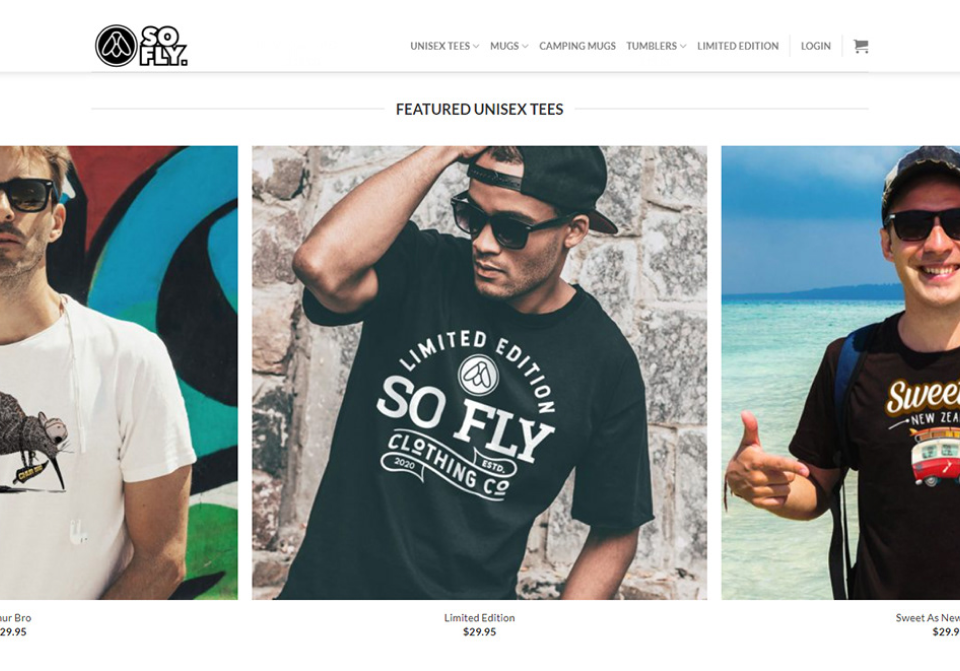 SO
FLY.
UNISEX TEES
MUGS
CAMPING MUGS
TUMBLERS
LIMITED EDITION
LOGIN
FEATURED UNISEX TEES
LIMITED EDITION
SO FLY
CLOTHING CO
ESTD.
2020
Sweet
NEW ZEA
ur Bro
29.95
Limited Edition
$29.95
Sweet As New
$29.9